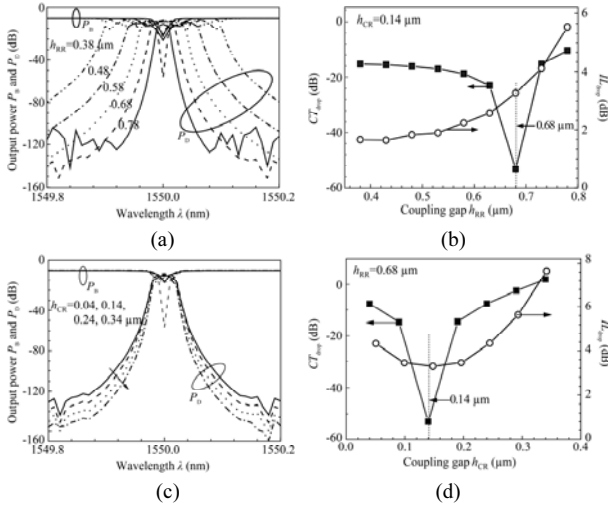 0
-40
-80
-120
-160
Output power P_B and P_D (dB)
P_B
h_RR=0.38 μm
0.48
0.58
0.68
0.78
P_D
1549.8
1550.0
1550.2
Wavelength λ (nm)
(a)
20
0
-20
-40
-60
CT_drop (dB)
h_CR=0.14 μm
0.68 μm
6
4
2
0
IL_drop (dB)
0.4
0.5
0.6
0.7
0.8
Coupling gap h_RR (μm)
(b)
0
-40
-80
-120
-160
Output power P_B and P_D (dB)
P_B
h_CR=0.04, 0.14,
0.24, 0.34 μm
P_D
1549.8
1550.0
1550.2
Wavelength λ (nm)
(c)
0
-20
-40
-60
CT_drop (dB)
h_RR=0.68 μm
0.14 μm
8
6
4
2
0
IL_drop (dB)
0.0
0.1
0.2
0.3
0.4
Coupling gap h_CR (μm)
(d)